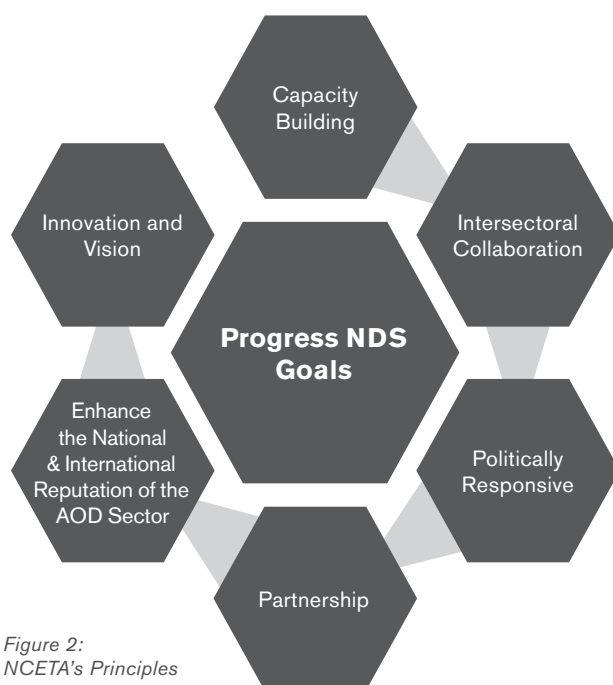 Capacity
Building
Intersectoral
Collaboration
Politically
Responsive
Partnership
Enhance
the National
& International
Reputation of the
AOD Sector
Innovation and
Vision
Progress NDS
Goals
Figure 2:
NCETA's Principles